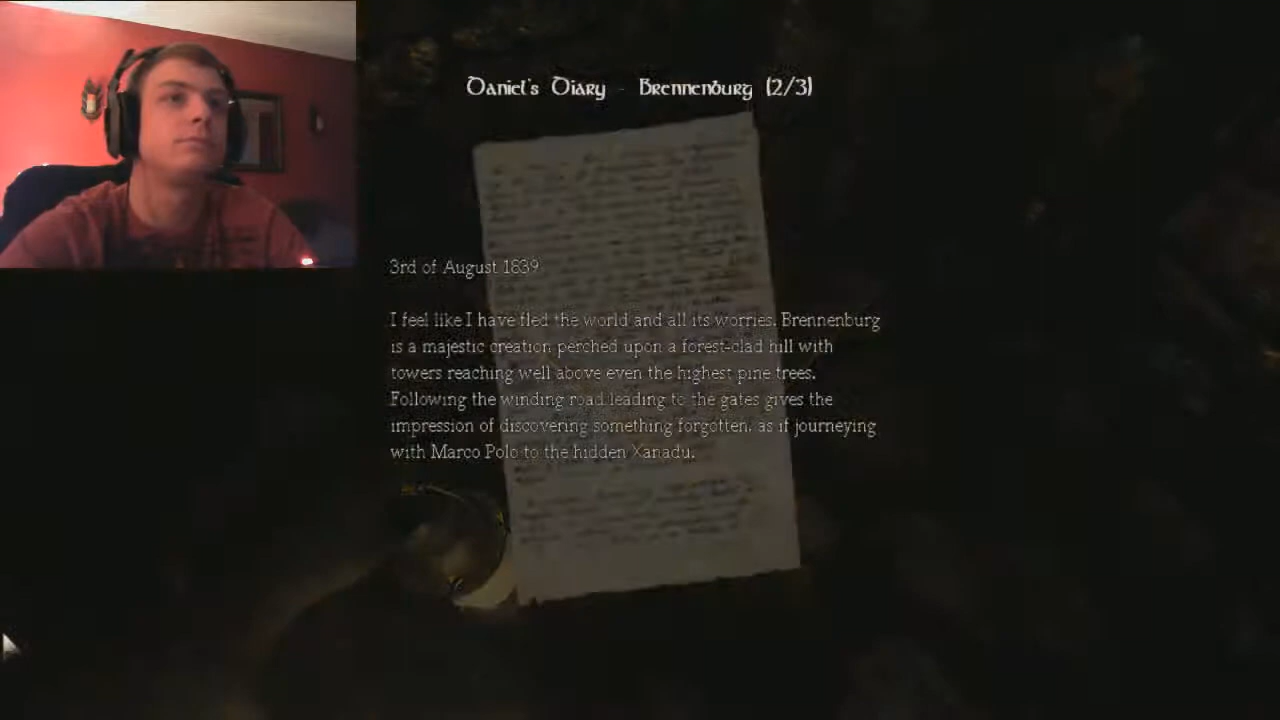 Daniel's Diary - Brennenburg (2/3)
3rd of August 1839
I feel like I have fled the world and all its worries. Brennenburg
is a majestic creation perched upon a forest-clad hill with
towers reaching well above even the highest pine trees.
Following the winding road leading to the gates gives the
impression of discovering something forgotten, as if journeying
with Marco Polo to the hidden Xanadu.